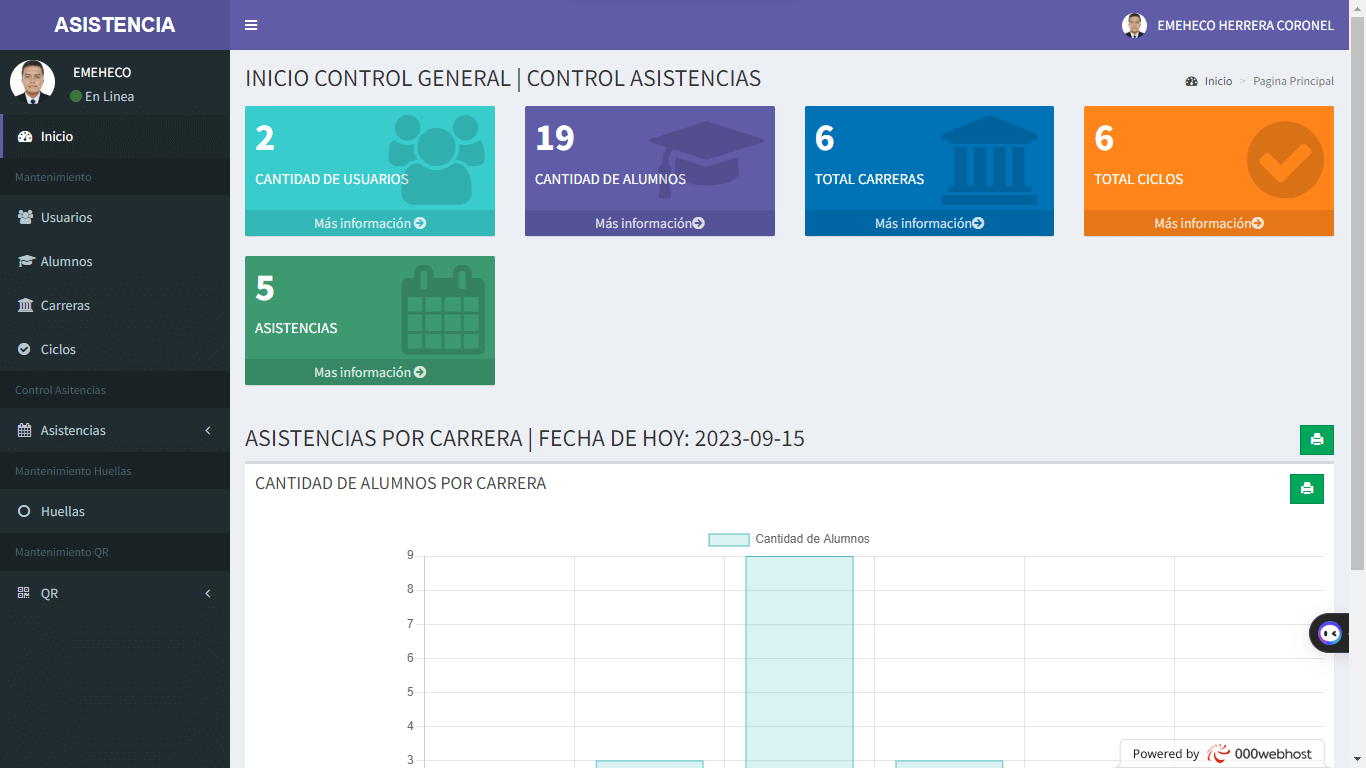 ASISTENCIA
EMEHECO HERRERA CORONEL
EMEHECO
En Linea
Inicio
Mantenimiento
Usuarios
Alumnos
Carreras
Ciclos
Control Asitencias
Asistencias
Mantenimiento Huellas
Huellas
Mantenimiento QR
QR
INICIO CONTROL GENERAL | CONTROL ASISTENCIAS
Inicio > Pagina Principal
2
CANTIDAD DE USUARIOS
Más información
19
CANTIDAD DE ALUMNOS
Más información
6
TOTAL CARRERAS
Más información
6
TOTAL CICLOS
Más información
5
ASISTENCIAS
Mas información
ASISTENCIAS POR CARRERA | FECHA DE HOY: 2023-09-15
CANTIDAD DE ALUMNOS POR CARRERA
Cantidad de Alumnos
9
8
7
6
5
4
3
Powered by 000webhost